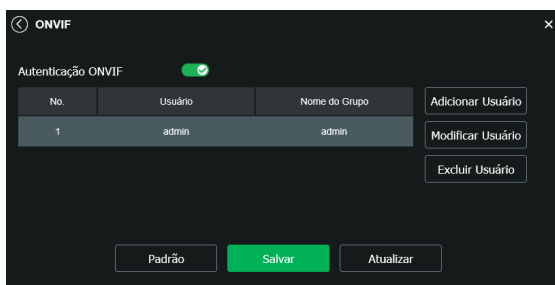 ONVIF
Autenticação ONVIF
No. Usuário Nome do Grupo
1 admin admin
Adicionar Usuário
Modificar Usuário
Excluir Usuário
Padrão Salvar Atualizar